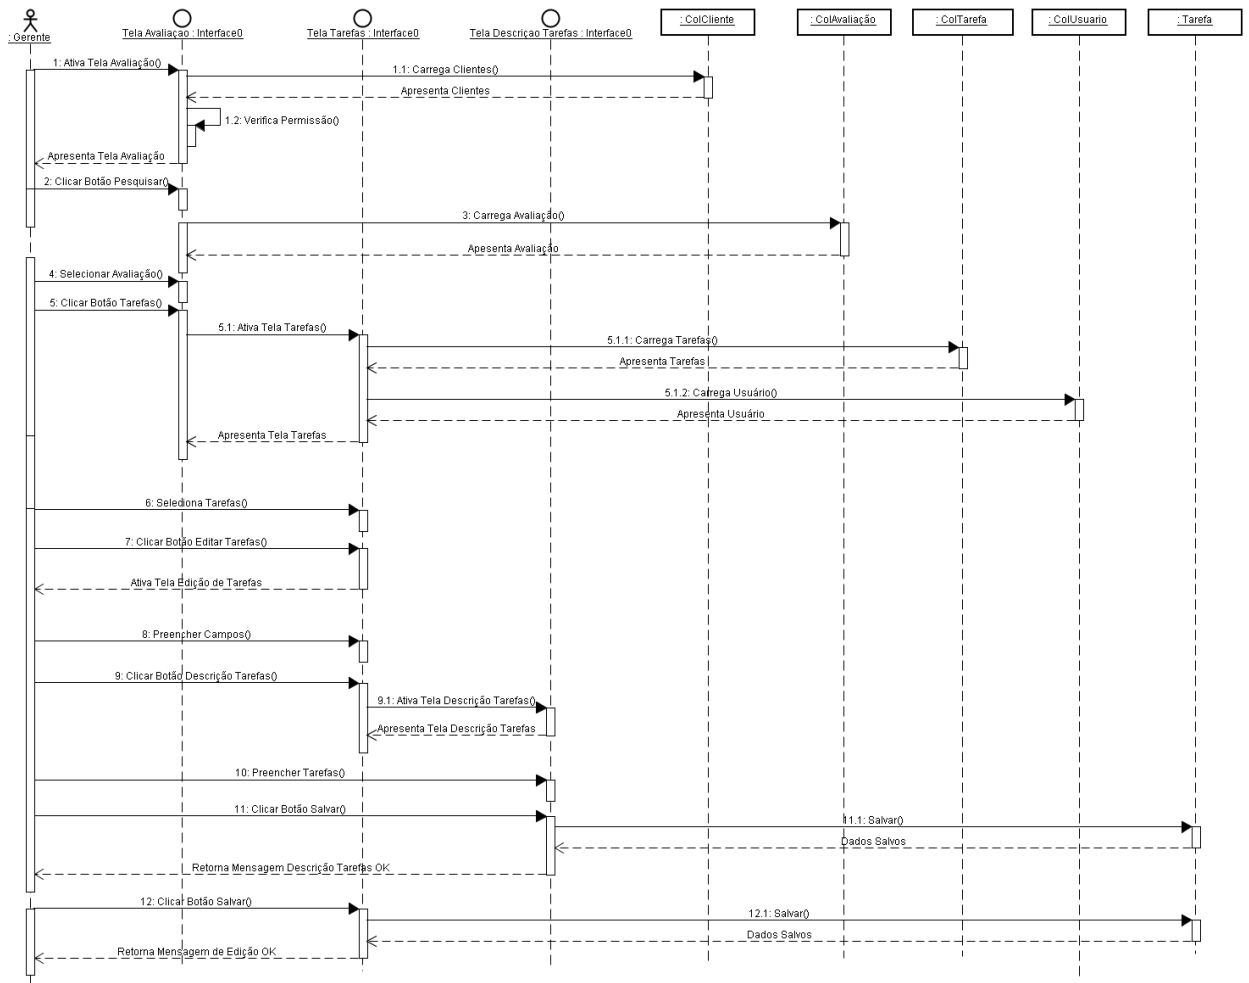 : Gerente
Tela Avaliação : Interface0
Tela Tarefas : Interface0
Tela Descriçao Tarefas : Interface0
: ColCliente
: ColAvaliação
: ColTarefa
: ColUsuario
: Tarefa
1: Ativa Tela Avaliação()
1.1: Carrega Clientes()
Apresenta Clientes
1.2: Verifica Permissão()
Apresenta Tela Avaliação
2: Clicar Botão Pesquisar()
3: Carrega Avaliação()
Apesenta Avaliação
4: Selecionar Avaliação()
5: Clicar Botão Tarefas()
5.1: Ativa Tela Tarefas()
5.1.1: Carrega Tarefas()
Apresenta Tarefas
5.1.2: Carrega Usuário()
Apresenta Usuário
Apresenta Tela Tarefas
6: Seleciona Tarefas()
7: Clicar Botão Editar Tarefas()
Ativa Tela Edição de Tarefas
8: Preencher Campos()
9: Clicar Botão Descrição Tarefas()
9.1: Ativa Tela Descrição Tarefas()
Apresenta Tela Descrição Tarefas
10: Preencher Tarefas()
11: Clicar Botão Salvar()
11.1: Salvar()
Dados Salvos
Retorna Mensagem Descrição Tarefas OK
12: Clicar Botão Salvar()
12.1: Salvar()
Dados Salvos
Retorna Mensagem de Edição OK